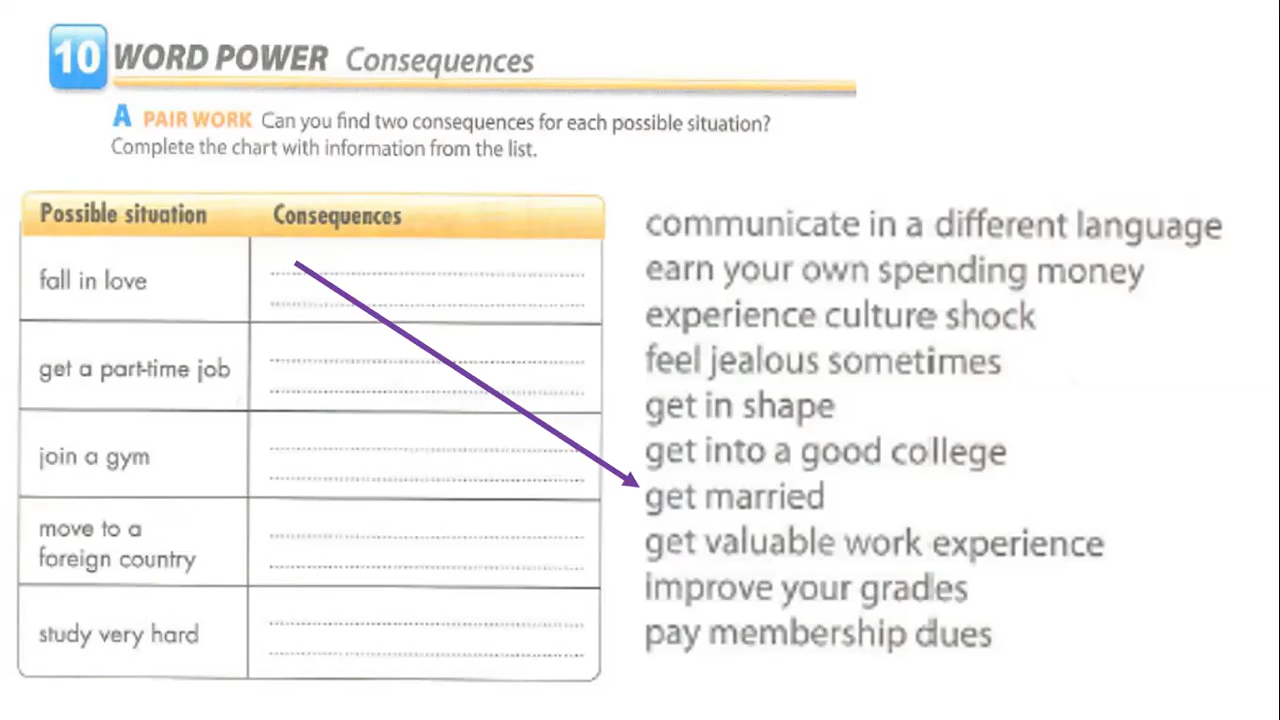 10 WORD POWER Consequences
A PAIR WORK Can you find two consequences for each possible situation?
Complete the chart with information from the list.
Possible situation Consequences
fall in love
get a part-time job
join a gym
move to a
foreign country
study very hard
communicate in a different language
earn your own spending money
experience culture shock
feel jealous sometimes
get in shape
get into a good college
get married
get valuable work experience
improve your grades
pay membership dues